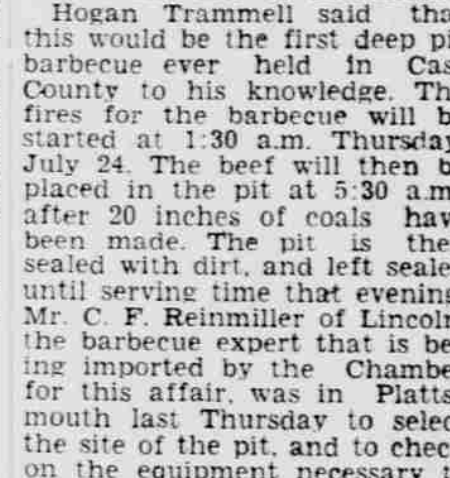 Hogan Trammell said tha
this would be the first deep pi
barbecue ever held in Cas
County to his knowledge. Th
fires for the barbecue will b
started at 1:30 a.m. Thursday
July 24. The beef will then b
placed in the pit at 5:30 a.m
after 20 inches of coals hav
been made. The pit is the
sealed with dirt, and left seale
until serving time that evening
Mr. C. F. Reinmiller of Lincoln
the barbecue expert that is be
ing imported by the Chambe
for this affair, was in Platts
mouth last Thursday to selec
the site of the pit, and to chec
on the equipment necessary t